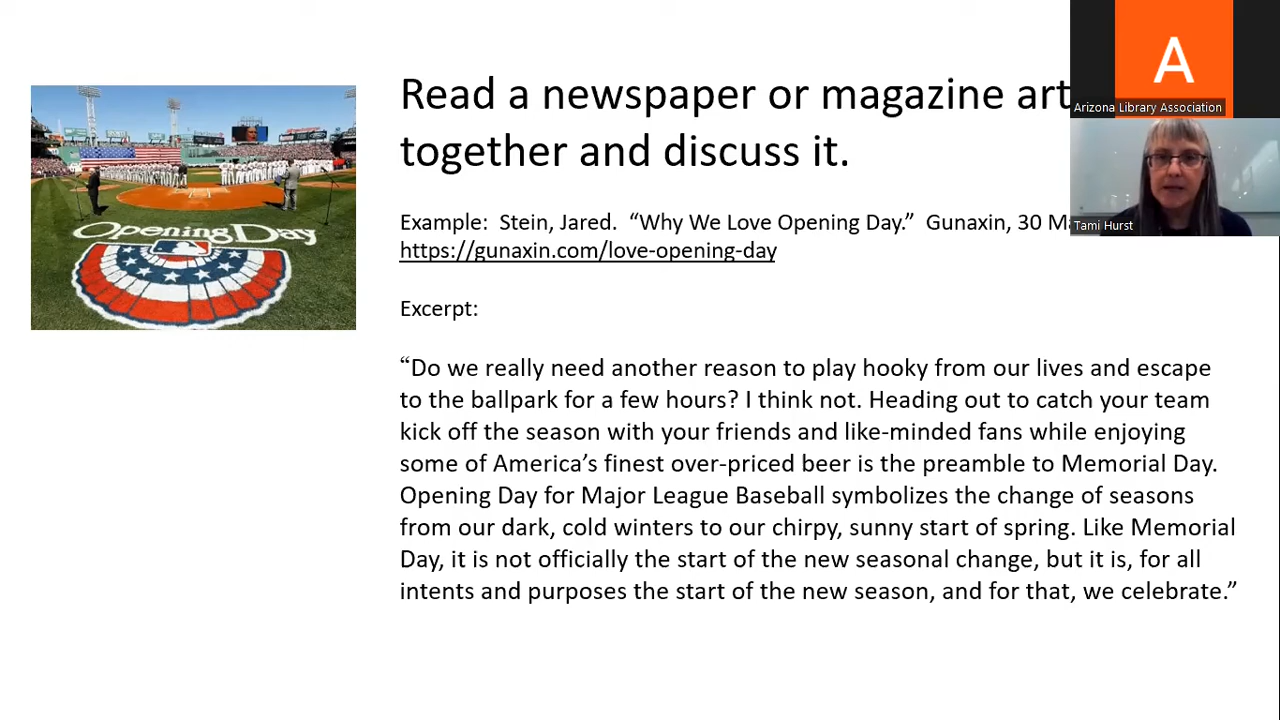 Read a newspaper or magazine art
together and discuss it.
Example: Stein, Jared. “Why We Love Opening Day.” Gunaxin, 30 Ma
https://gunaxin.com/love-opening-day
Excerpt:
“Do we really need another reason to play hooky from our lives and escape
to the ballpark for a few hours? I think not. Heading out to catch your team
kick off the season with your friends and like-minded fans while enjoying
some of America’s finest over-priced beer is the preamble to Memorial Day.
Opening Day for Major League Baseball symbolizes the change of seasons
from our dark, cold winters to our chirpy, sunny start of spring. Like Memorial
Day, it is not officially the start of the new seasonal change, but it is, for all
intents and purposes the start of the new season, and for that, we celebrate.”
Opening Day
A
Arizona Library Association
Tami Hurst